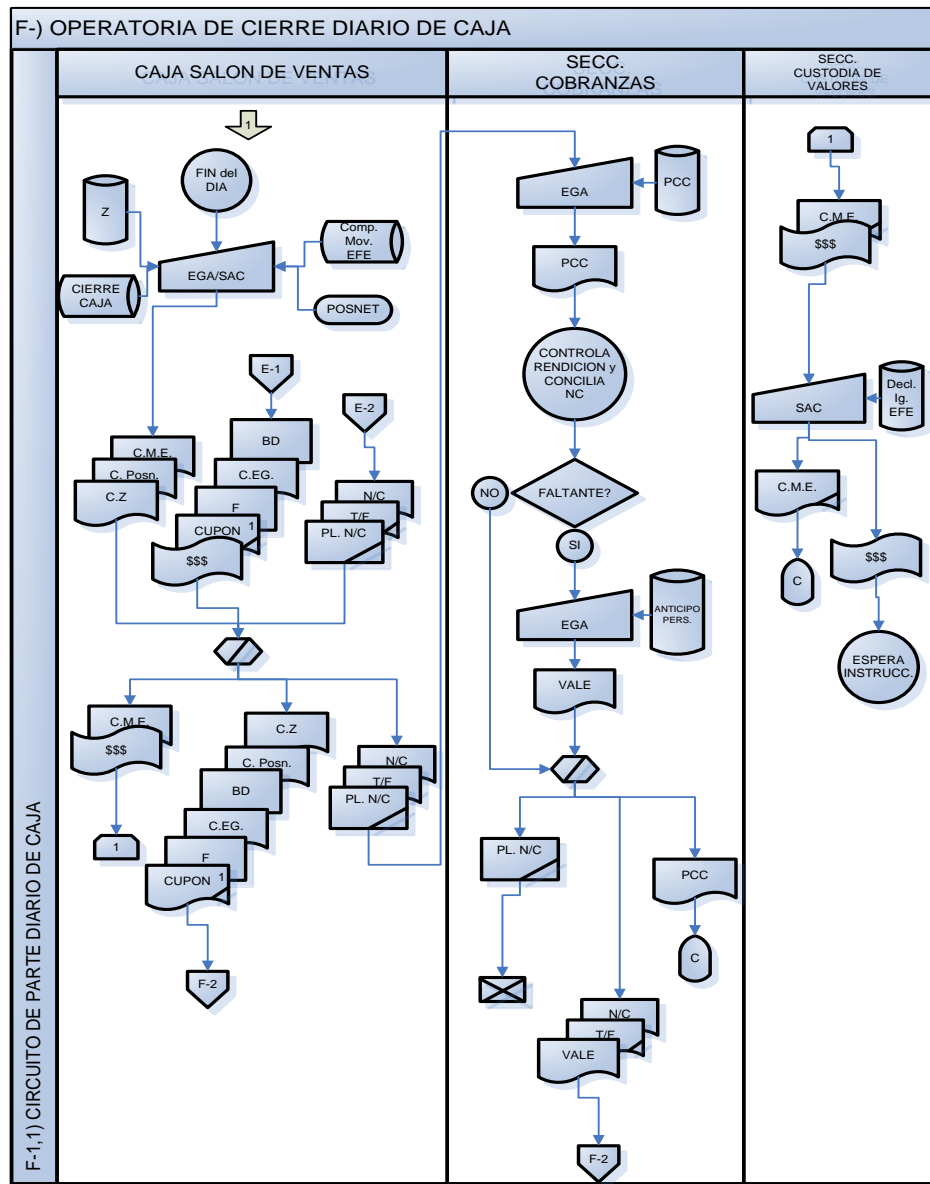 F-) OPERATORIA DE CIERRE DIARIO DE CAJA
F-1,1) CIRCUITO DE PARTE DIARIO DE CAJA
CAJA SALON DE VENTAS
1
FIN del
DIA
Z
Comp.
Mov.
EFE
EGA/SAC
CIERRE
CAJA
POSNET
E-1
E-2
C.M.E.
C. Posn.
C.Z
BD
C.EG.
F
CUPON 1
$$$
N/C
T/F
PL. N/C
C.M.E.
$$$
1
C.Z
C. Posn.
BD
C.EG.
F
CUPON 1
F-2
N/C
T/F
PL. N/C
SECC.
COBRANZAS
EGA
PCC
PCC
CONTROLA
RENDICION y
CONCILIA
NC
NO
FALTANTE?
SI
EGA
ANTICIPO
PERS.
VALE
PL. N/C
PCC
C
N/C
T/F
VALE
F-2
SECC.
CUSTODIA DE
VALORES
1
C.M.E.
$$$
SAC
Decl.
Ig.
EFE
C.M.E.
C
$$$
ESPERA
INSTRUCC.